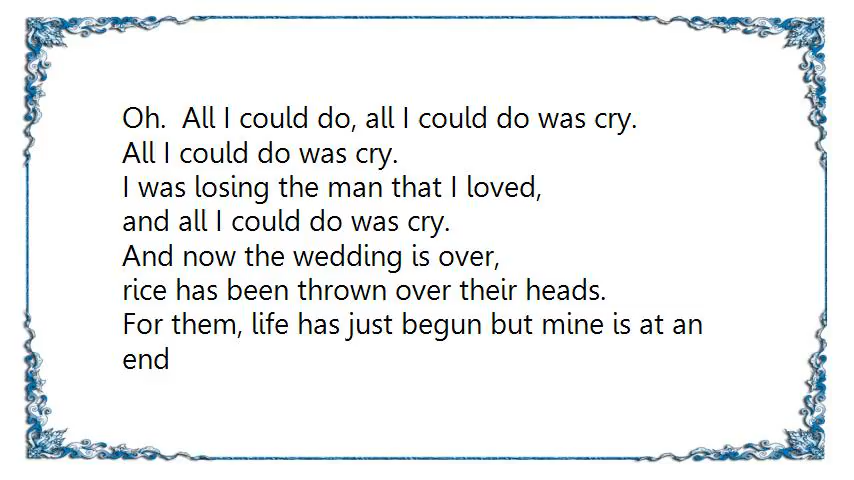 Oh.  All I could do, all I could do was cry.
All I could do was cry.
I was losing the man that I loved,
and all I could do was cry.
And now the wedding is over,
rice has been thrown over their heads.
For them, life has just begun but mine is at an
end